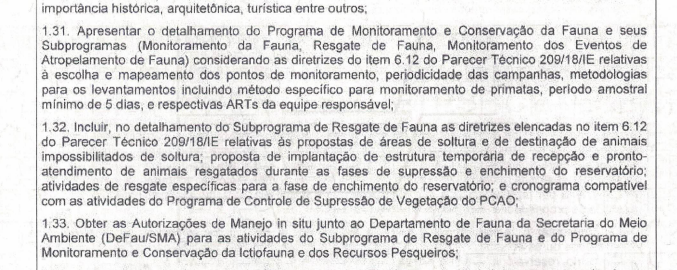 importância histórica, arquitetônica, turística entre outros;
1.31. Apresentar o detalhamento do Programa de Monitoramento e Conservação da Fauna e seus
Subprogramas (Monitoramento da Fauna, Resgate de Fauna, Monitoramento dos Eventos de
Atropelamento de Fauna) considerando as diretrizes do item 6.12 do Parecer Técnico 209/18/IE relativas
à escolha e mapeamento dos pontos de monitoramento, periodicidade das campanhas, metodologias
para os levantamentos incluindo método específico para monitoramento de primatas, período amostral
mínimo de 5 dias, e respectivas ARTs da equipe responsável;
1.32. Incluir, no detalhamento do Subprograma de Resgate de Fauna as diretrizes elencadas no item 6.12
do Parecer Técnico 209/18/IE relativas às propostas de áreas de soltura e de destinação de animais
impossibilitados de soltura; proposta de implantação de estrutura temporária de recepção e pronto-
atendimento de animais resgatados durante as fases de supressão e enchimento do reservatório;
atividades de resgate específicas para a fase de enchimento do reservatório; e cronograma compatível
com as atividades do Programa de Controle de Supressão de Vegetação do PCAO;
1.33. Obter as Autorizações de Manejo in situ junto ao Departamento de Fauna da Secretaria do Meio
Ambiente (DeFau/SMA) para as atividades do Subprograma de Resgate de Fauna e do Programa de
Monitoramento e Conservação da Ictiofauna e dos Recursos Pesqueiros;